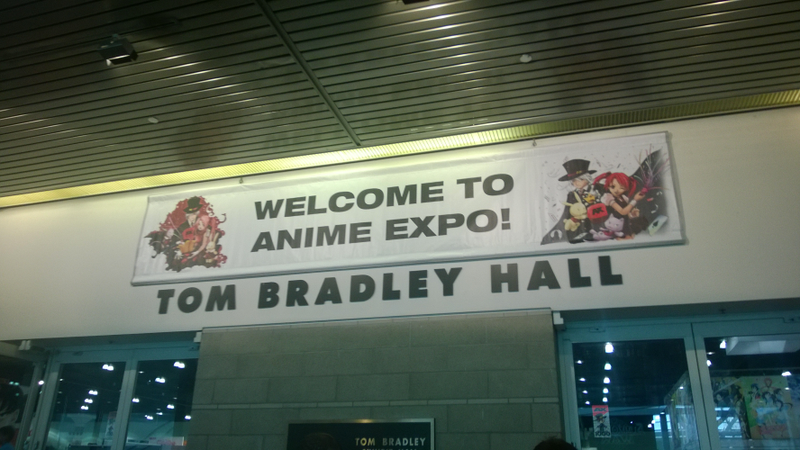 WELCOME TO
ANIME EXPO!
TOM BRADLEY HALL
TOM BRADLEY